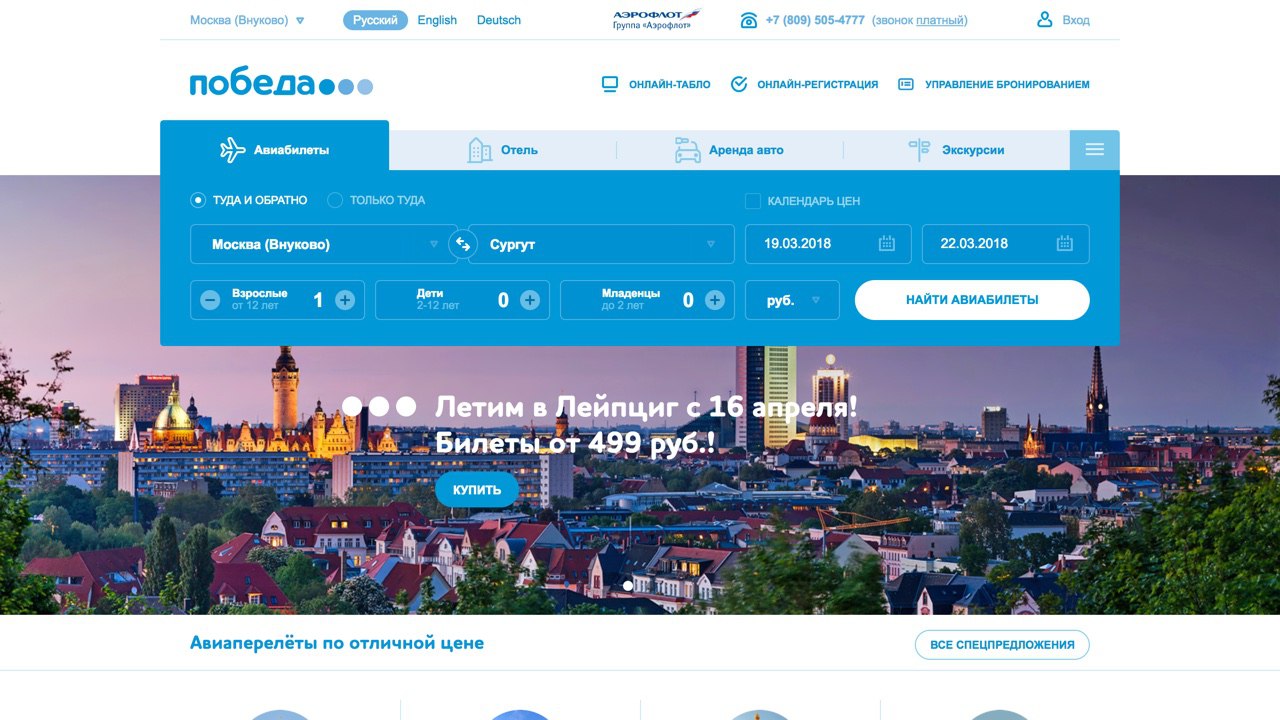 Москва (Внуково)
Русский English Deutsch
АЭРОФЛОТ
Группа «Аэрофлот»
+7 (809) 505-4777 (звонок платный)
Вход
победа
ОНЛАЙН-ТАБЛО ОНЛАЙН-РЕГИСТРАЦИЯ УПРАВЛЕНИЕ БРОНИРОВАНИЕМ
Авиабилеты Отель Аренда авто Экскурсии
ТУДА И ОБРАТНО ТОЛЬКО ТУДА КАЛЕНДАРЬ ЦЕН
Москва (Внуково) Сургут 19.03.2018 22.03.2018
Взрослые
от 12 лет
1
Дети
2-12 лет
0
Младенцы
до 2 лет
0
руб.
НАЙТИ АВИАБИЛЕТЫ
Летим в Лейпциг с 16 апреля!
Билеты от 499 руб.!
КУПИТЬ
Авиаперелёты по отличной цене
ВСЕ СПЕЦПРЕДЛОЖЕНИЯ